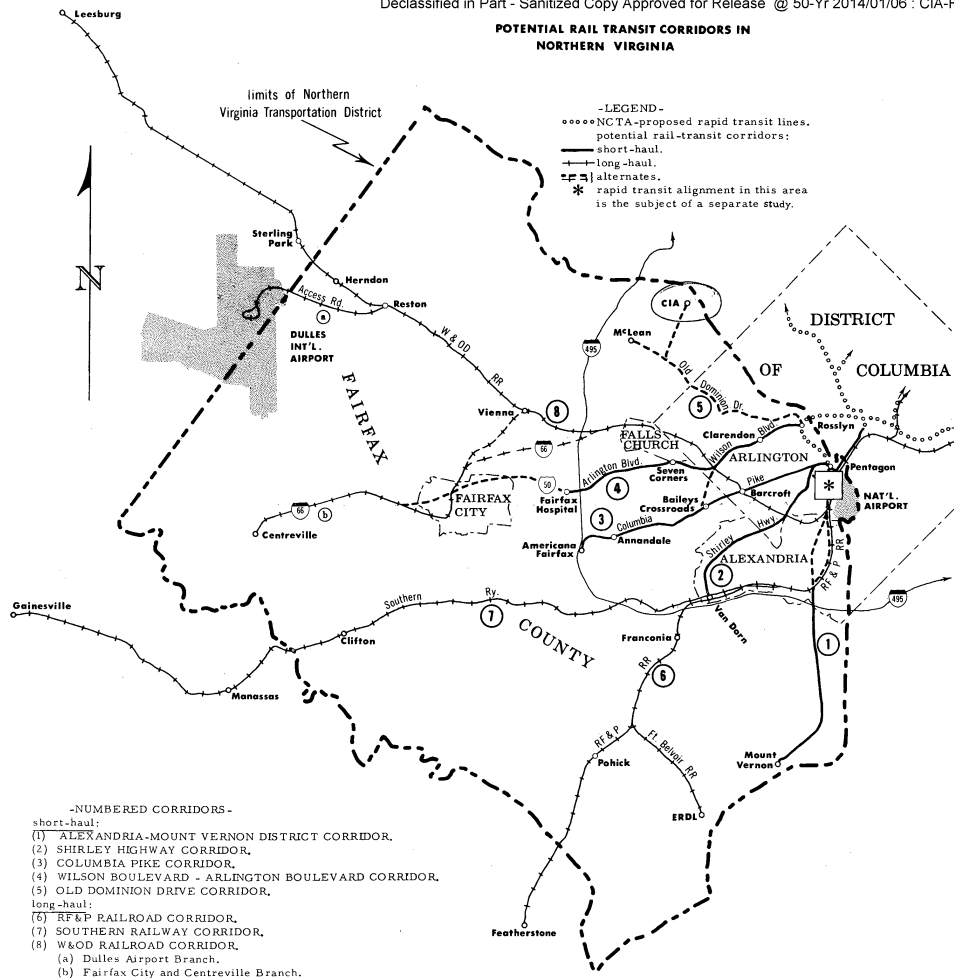 Declassified in Part - Sanitized Copy Approved for Release @ 50-Yr 2014/01/06 : CIA-R
POTENTIAL RAIL TRANSIT CORRIDORS IN
NORTHERN VIRGINIA
Leesburg
limits of Northern
Virginia Transportation District
-LEGEND-
NCTA-proposed rapid transit lines.
potential rail-transit corridors:
short-haul.
long-haul.
alternates.
* rapid transit alignment in this area
is the subject of a separate study.
N
Sterling
Park
Herndon
Access Rd.
Reston
(a)
DULLES
INT'L.
AIRPORT
W & OD
RR
FAIRFAX
CIA
McLean
495
Old
Dominion
Dr.
5
DISTRICT
OF
COLUMBIA
Vienna
8
66
FALLS
CHURCH
Clarendon
Wilson
Blvd.
Rosslyn
ARLINGTON
Pentagon
*
NAT'L.
AIRPORT
Arlington Blvd.
Seven
Corners
4
50
Fairfax
Hospital
FAIRFAX
CITY
Baileys
Crossroads
Pike
Barcroft
3
Columbia
Annandale
Americana
Fairfax
66
(b)
Centreville
Shirley
Hwy.
ALEXANDRIA
2
RF & P RR
Van Dorn
495
Gainesville
Southern
Ry.
7
Clifton
COUNTY
Franconia
1
RR
6
Manassas
RF & P
Pohick
Ft. Belvoir RR
Mount
Vernon
ERDL
Featherstone
-NUMBERED CORRIDORS-
short-haul:
(1) ALEXANDRIA-MOUNT VERNON DISTRICT CORRIDOR.
(2) SHIRLEY HIGHWAY CORRIDOR.
(3) COLUMBIA PIKE CORRIDOR.
(4) WILSON BOULEVARD - ARLINGTON BOULEVARD CORRIDOR.
(5) OLD DOMINION DRIVE CORRIDOR.
long-haul:
(6) RF&P RAILROAD CORRIDOR.
(7) SOUTHERN RAILWAY CORRIDOR.
(8) W&OD RAILROAD CORRIDOR.
(a) Dulles Airport Branch.
(b) Fairfax City and Centreville Branch.